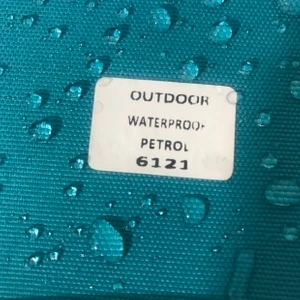 OUTDOOR
WATERPROOF
PETROL
6121